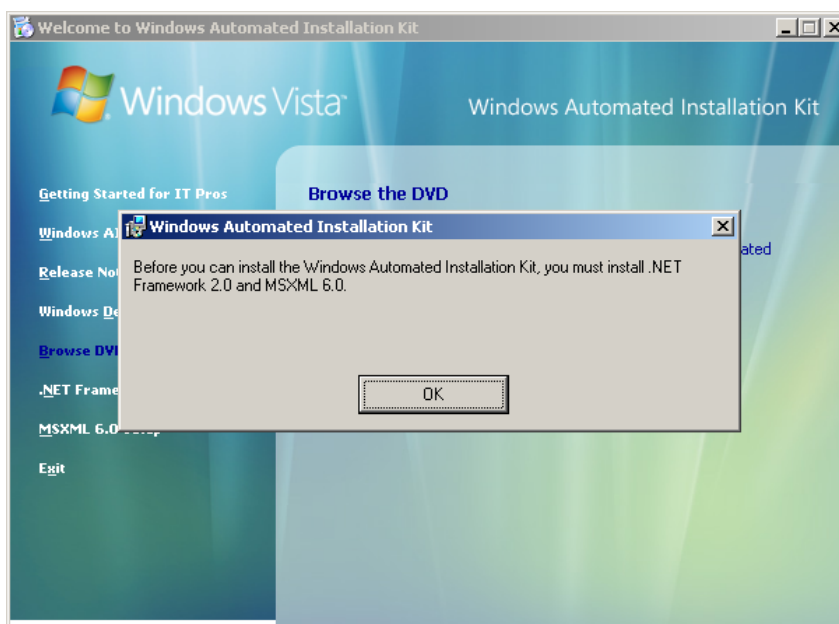 Welcome to Windows Automated Installation Kit
Windows Vista™
Windows Automated Installation Kit
Getting Started for IT Pros
Browse the DVD
Windows
ated
Release
Windows
Browse
.NET
MSXML 6.0
Exit
Windows Automated Installation Kit
Before you can install the Windows Automated Installation Kit, you must install .NET
Framework 2.0 and MSXML 6.0.
OK